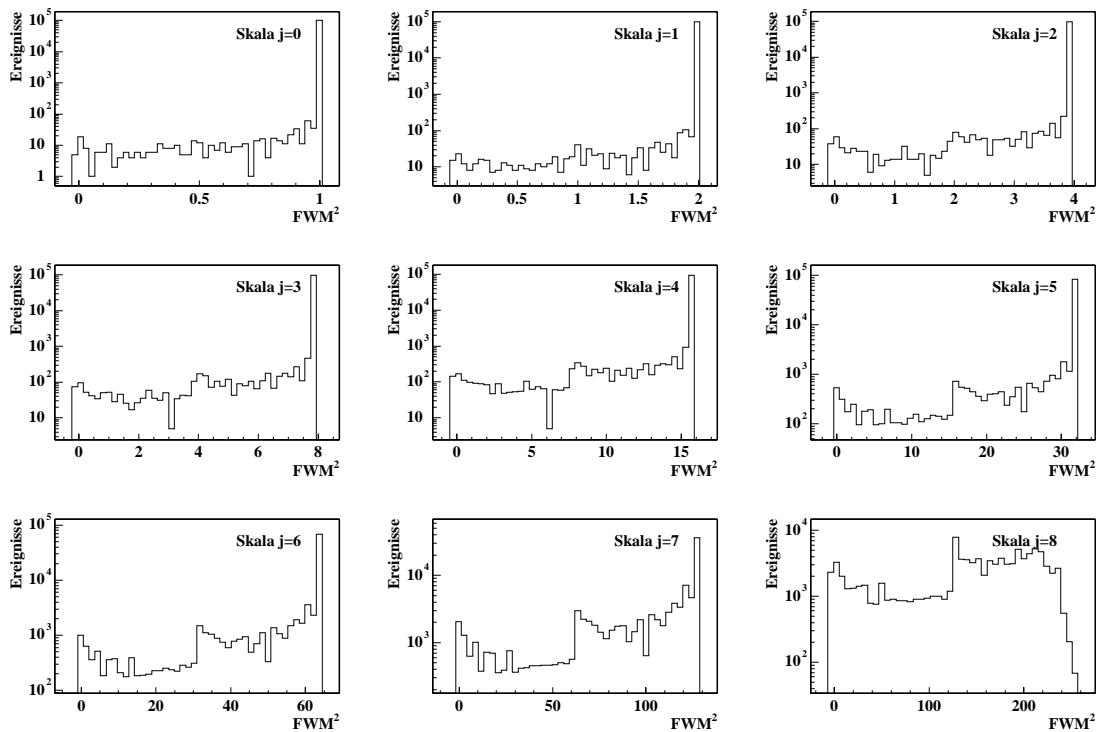 Ereignisse
Skala j=0
10^5
10^4
10^3
10^2
10
1
0 0.5 1
FWM^2
Ereignisse
Skala j=1
10^5
10^4
10^3
10^2
10
0 0.5 1 1.5 2
FWM^2
Ereignisse
Skala j=2
10^5
10^4
10^3
10^2
10
0 1 2 3 4
FWM^2
Ereignisse
Skala j=3
10^5
10^4
10^3
10^2
10
0 2 4 6 8
FWM^2
Ereignisse
Skala j=4
10^5
10^4
10^3
10^2
10
0 5 10 15
FWM^2
Ereignisse
Skala j=5
10^5
10^4
10^3
10^2
0 10 20 30
FWM^2
Ereignisse
Skala j=6
10^5
10^4
10^3
10^2
0 20 40 60
FWM^2
Ereignisse
Skala j=7
10^4
10^3
0 50 100
FWM^2
Ereignisse
Skala j=8
10^4
10^3
10^2
0 100 200
FWM^2